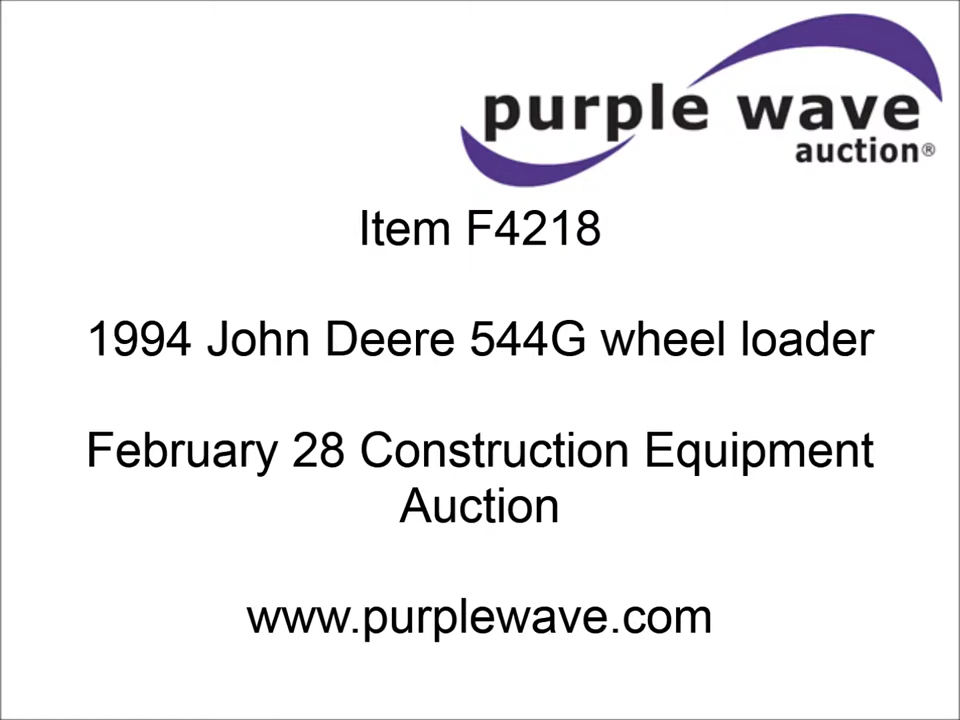 purple wave
auction®
Item F4218
1994 John Deere 544G wheel loader
February 28 Construction Equipment
Auction
www.purplewave.com